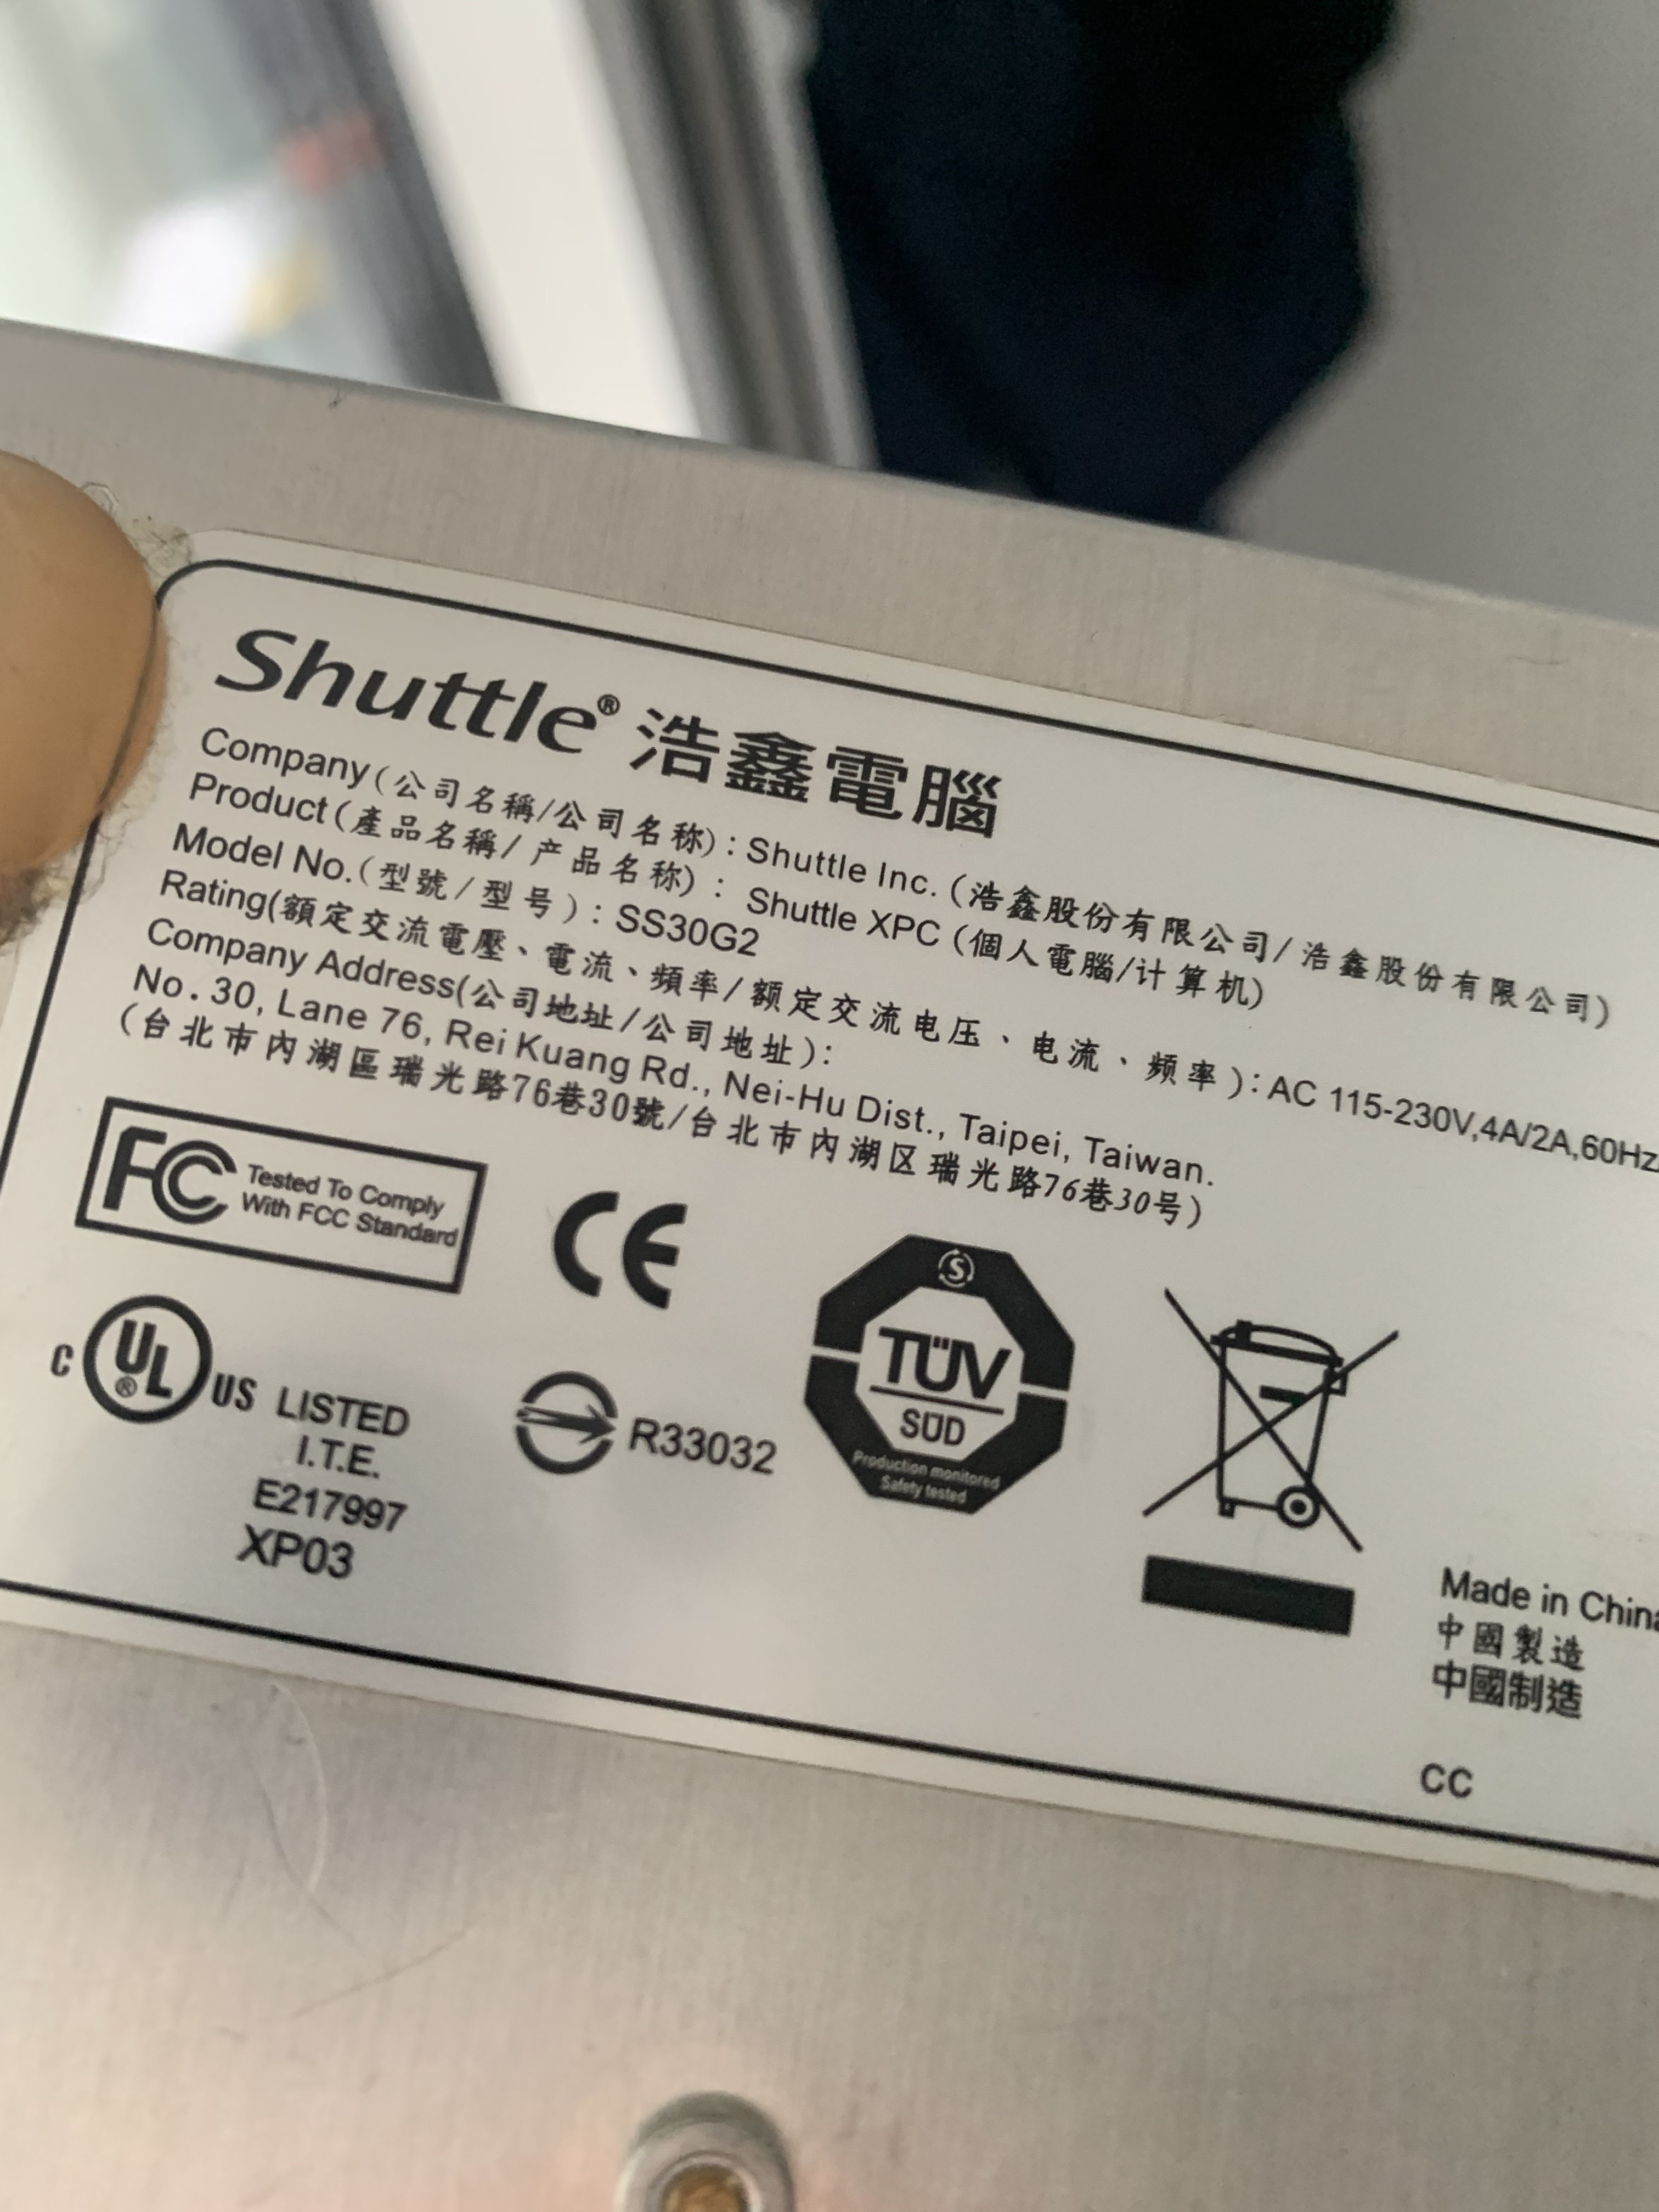 Shuttle® 浩鑫電腦
Company(公司名稱/公司名称): Shuttle Inc. (浩鑫股份有限公司/浩鑫股份有限公司)
Product(產品名稱/产品名称): Shuttle XPC (個人電腦/计算机)
Model No.(型號/型号): SS30G2
Rating(額定交流電壓、電流、頻率/额定交流电压、电流、频率): AC 115-230V,4A/2A,60Hz
Company Address(公司地址/公司地址):
No.30, Lane 76, Rei Kuang Rd., Nei-Hu Dist., Taipei, Taiwan.
(台北市內湖區瑞光路76巷30號/台北市內湖区瑞光路76巷30号)
FC Tested To Comply
With FCC Standard
CE
S
TÜV
SÜD
Production monitored
Safety tested
C UL® US LISTED
I.T.E.
E217997
XP03
R33032
Made in China
中國製造
中國制造
CC